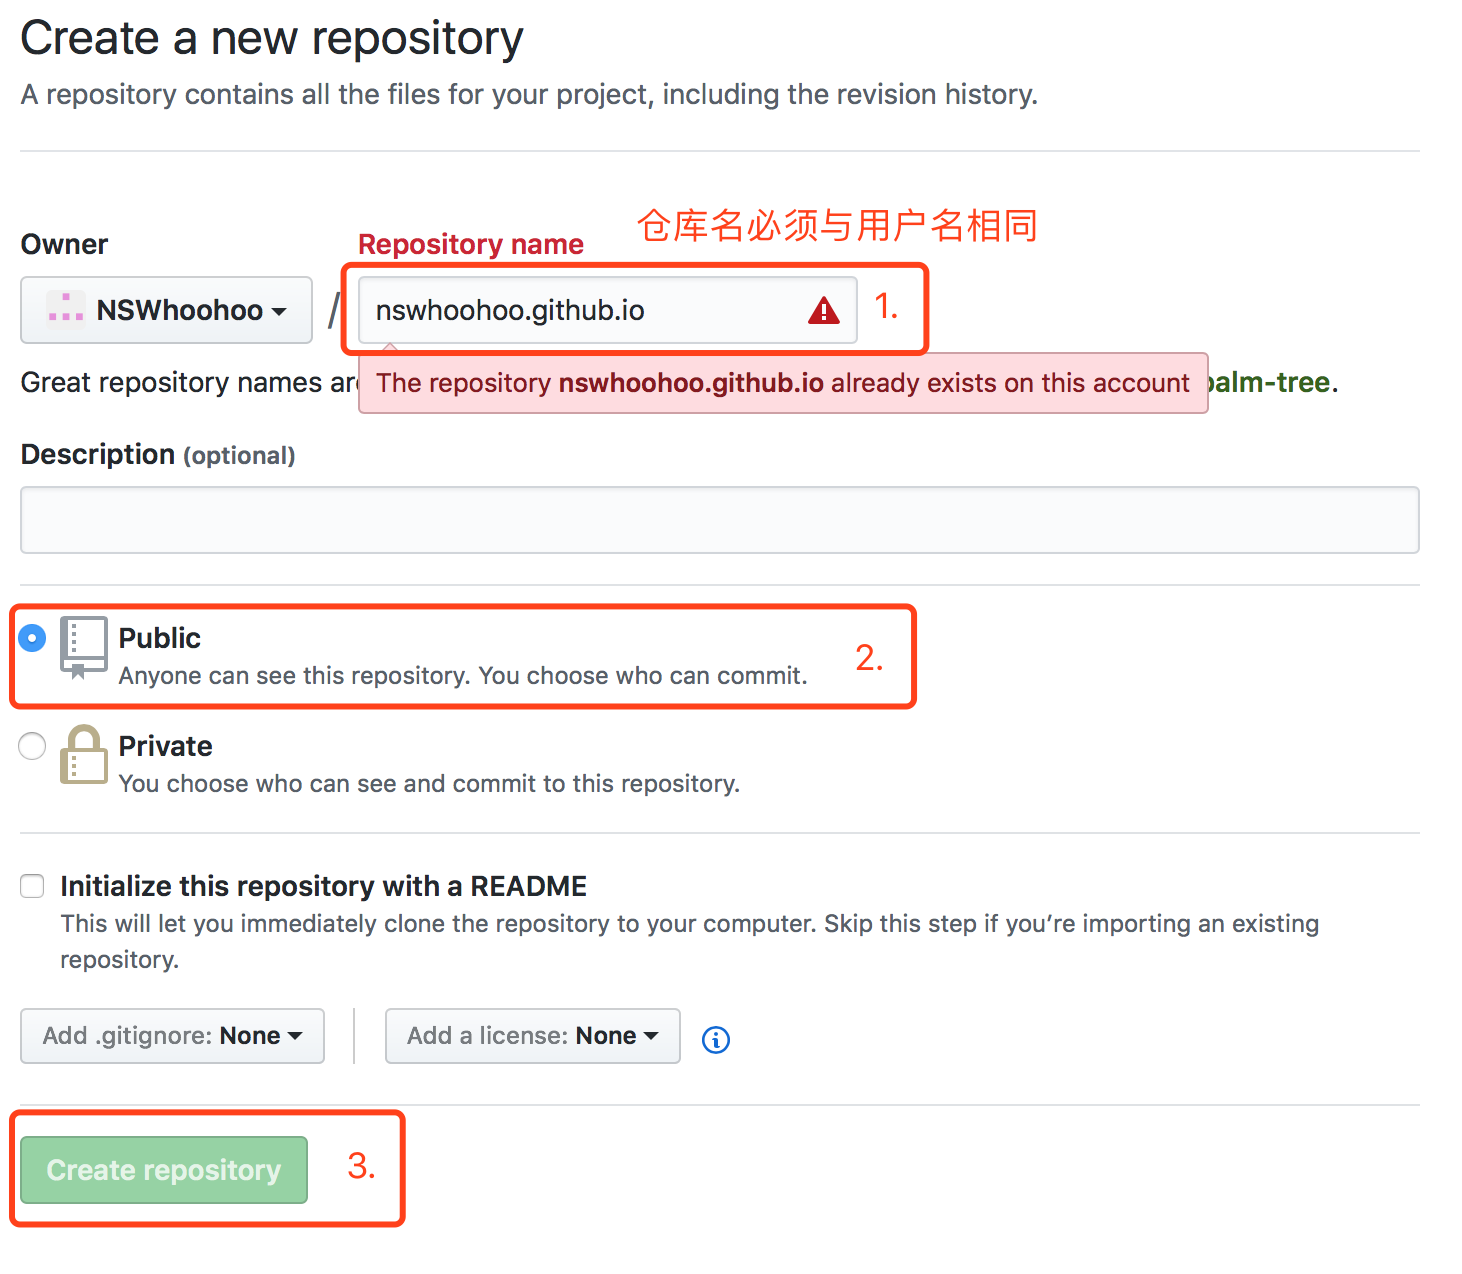 Create a new repository
A repository contains all the files for your project, including the revision history.
仓库名必须与用户名相同
Owner
Repository name
NSWhoohoo
/
nswhoohoo.github.io
1.
Great repository names are
The repository nswhoohoo.github.io already exists on this account
palm-tree.
Description (optional)
Public
Anyone can see this repository. You choose who can commit.
2.
Private
You choose who can see and commit to this repository.
Initialize this repository with a README
This will let you immediately clone the repository to your computer. Skip this step if you’re importing an existing
repository.
Add .gitignore: None
Add a license: None
Create repository
3.